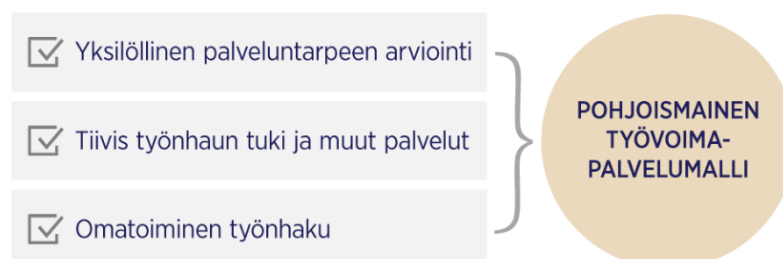 Yksilöllinen palveluntarpeen arviointi
Tiivis työnhaun tuki ja muut palvelut
Omatoiminen työnhaku
POHJOISMAINEN
TYÖVOIMA-
PALVELUMALLI